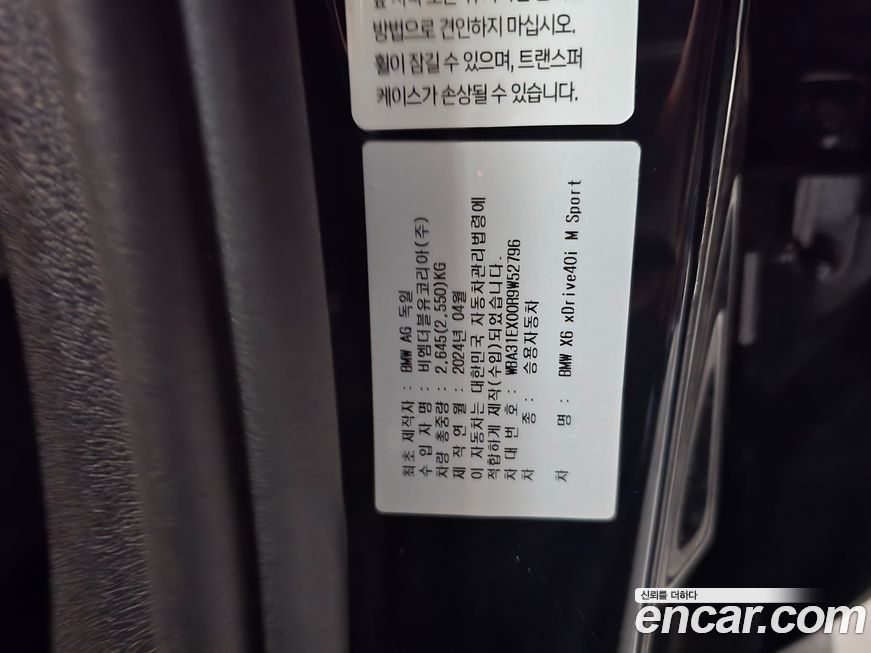 방법으로 견인하지 마십시오.
휠이 잠길 수 있으며, 트랜스퍼
케이스가 손상될 수 있습니다.
최초 제작자 : BMW AG 독일
수 입 자 명 : 비엠더블유코리아(주)
차량 총중량 : 2,645(2,550)KG
제 작 연 월 : 2024년 04월
이 자동차는 대한민국 자동차관리법령에
적합하게 제작(수입)되었습니다.
차 대 번 호 : WBA31EX00R9W52796
차 종 : 승용자동차
차 명 : BMW X6 xDrive40i M Sport
신뢰를 더하다
encar.com